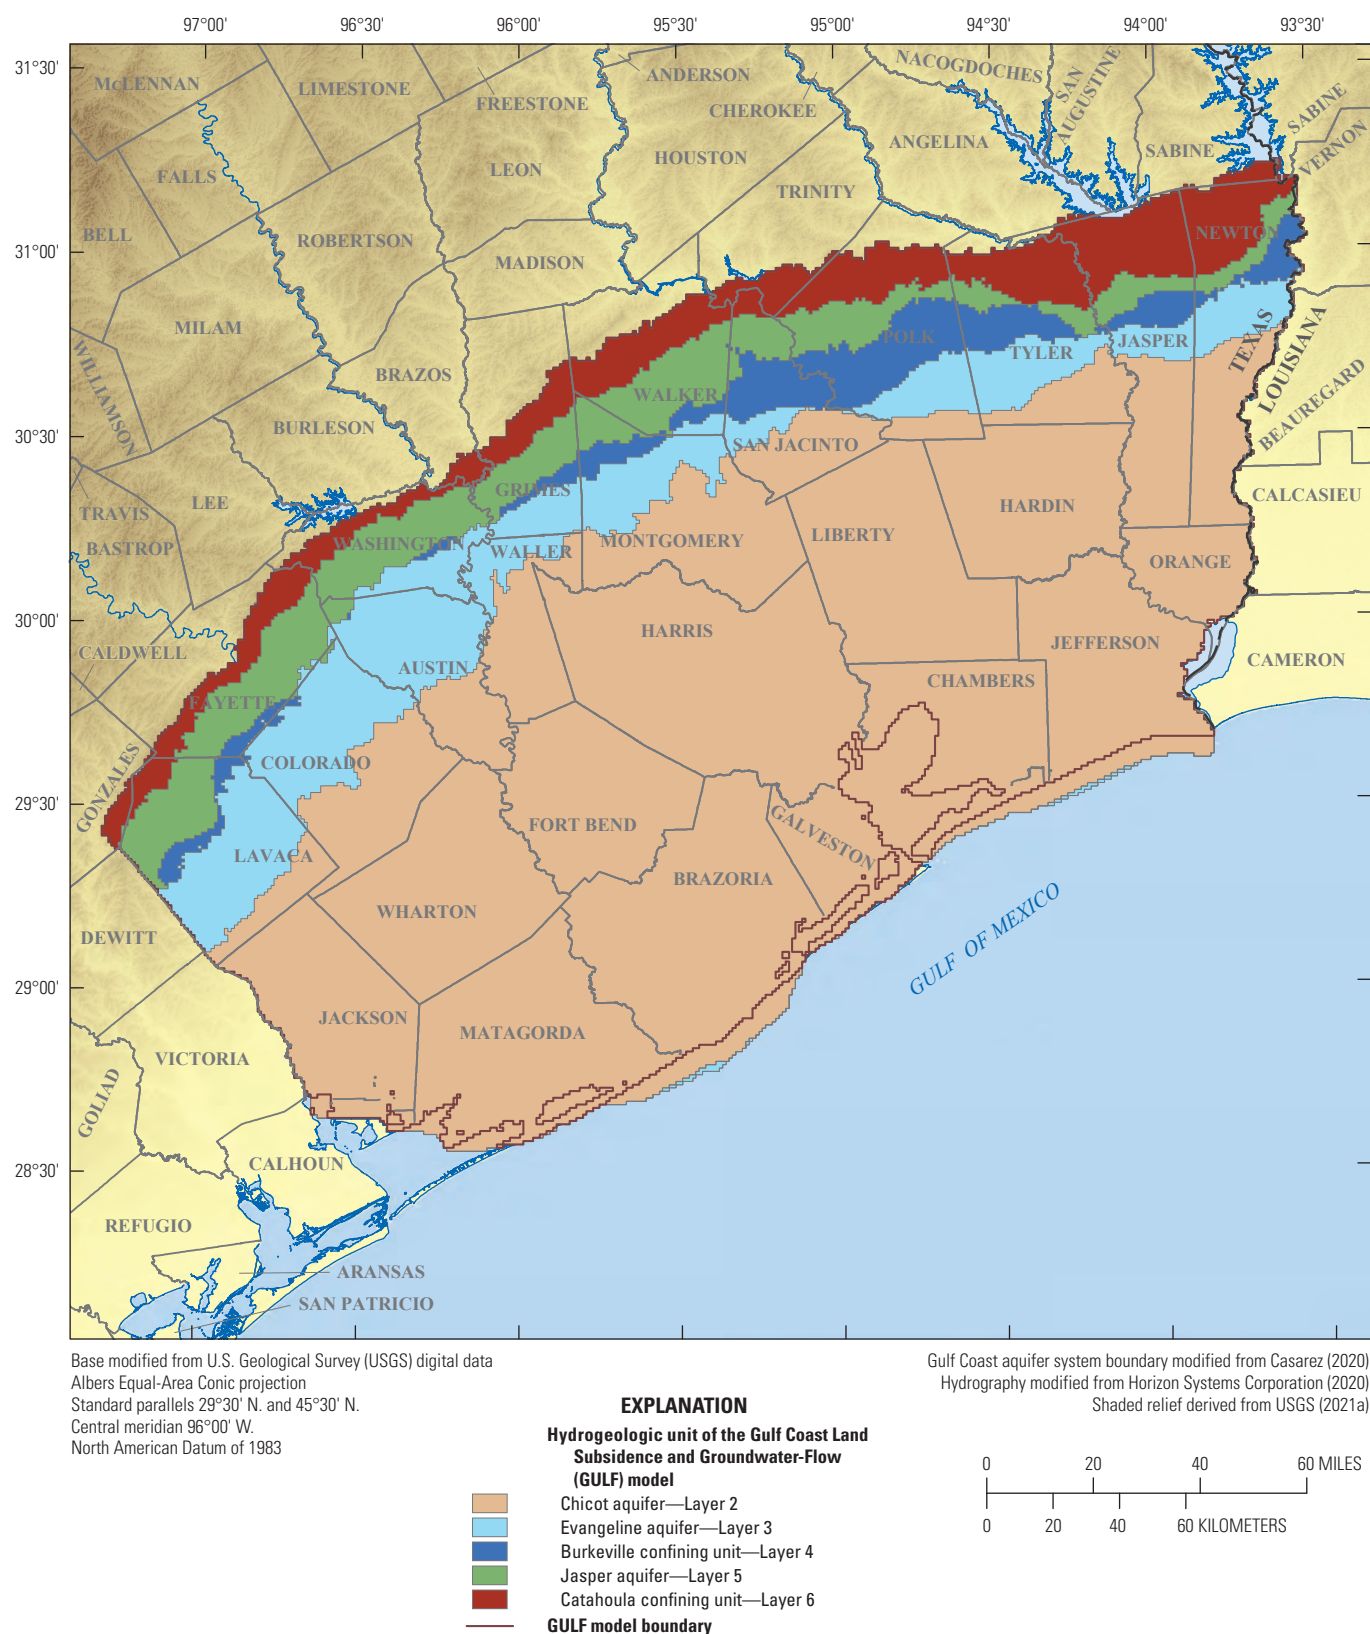 97°00' 96°30' 96°00' 95°30' 95°00' 94°30' 94°00' 93°30'
31°30'
31°00'
30°30'
30°00'
29°30'
29°00'
28°30'
McLENNAN
LIMESTONE
FREESTONE
ANDERSON
CHEROKEE
NACOGDOCHES
SAN
AUGUSTINE
SABINE
SABINE
VERNON
FALLS
LEON
HOUSTON
ANGELINA
TRINITY
BELL
ROBERTSON
MADISON
NEWTON
MILAM
WILLIAMSON
BRAZOS
POLK
TYLER
JASPER
TEXAS
LOUISIANA
WALKER
BEAUREGARD
BURLESON
SAN JACINTO
LEE
TRAVIS
GRIMES
HARDIN
CALCASIEU
BASTROP
WASHINGTON
WALLER
MONTGOMERY
LIBERTY
ORANGE
HARRIS
JEFFERSON
CALDWELL
AUSTIN
CHAMBERS
CAMERON
FAYETTE
GONZALES
COLORADO
FORT BEND
GALVESTON
LAVACA
BRAZORIA
WHARTON
DEWITT
GULF OF MEXICO
JACKSON
MATAGORDA
VICTORIA
GOLIAD
CALHOUN
REFUGIO
ARANSAS
SAN PATRICIO
Base modified from U.S. Geological Survey (USGS) digital data
Albers Equal-Area Conic projection
Standard parallels 29°30' N. and 45°30' N.
Central meridian 96°00' W.
North American Datum of 1983
Gulf Coast aquifer system boundary modified from Casarez (2020)
Hydrography modified from Horizon Systems Corporation (2020)
Shaded relief derived from USGS (2021a)
EXPLANATION
Hydrogeologic unit of the Gulf Coast Land
Subsidence and Groundwater-Flow
(GULF) model
Chicot aquifer—Layer 2
Evangeline aquifer—Layer 3
Burkeville confining unit—Layer 4
Jasper aquifer—Layer 5
Catahoula confining unit—Layer 6
GULF model boundary
0 20 40 60 MILES
0 20 40 60 KILOMETERS